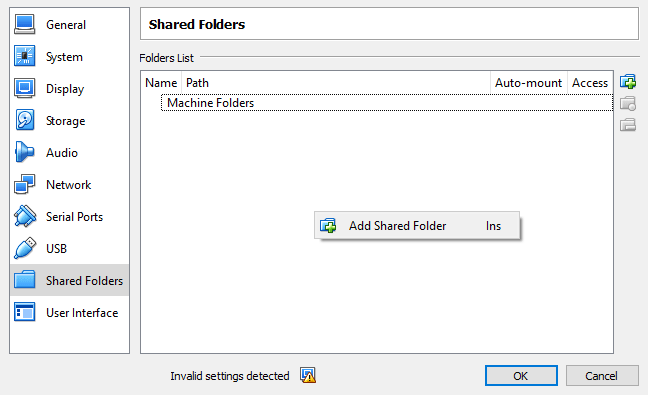 General
System
Display
Storage
Audio
Network
Serial Ports
USB
Shared Folders
User Interface
Shared Folders
Folders List
Name Path Auto-mount Access
Machine Folders
Add Shared Folder Ins
Invalid settings detected
OK Cancel